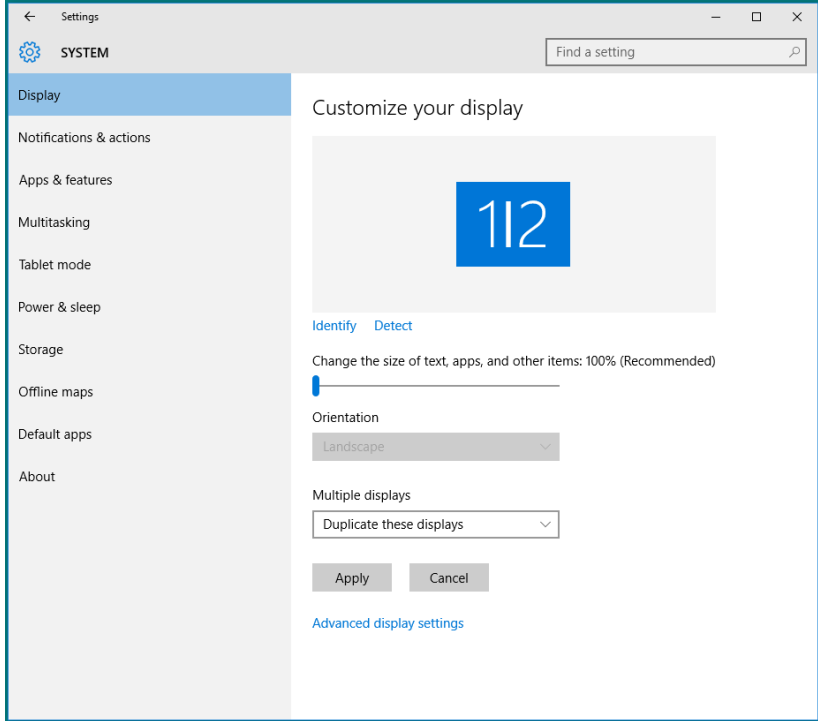 Settings
SYSTEM
Find a setting
Display
Notifications & actions
Apps & features
Multitasking
Tablet mode
Power & sleep
Storage
Offline maps
Default apps
About
Customize your display
1|2
Identify Detect
Change the size of text, apps, and other items: 100% (Recommended)
Orientation
Landscape
Multiple displays
Duplicate these displays
Apply Cancel
Advanced display settings